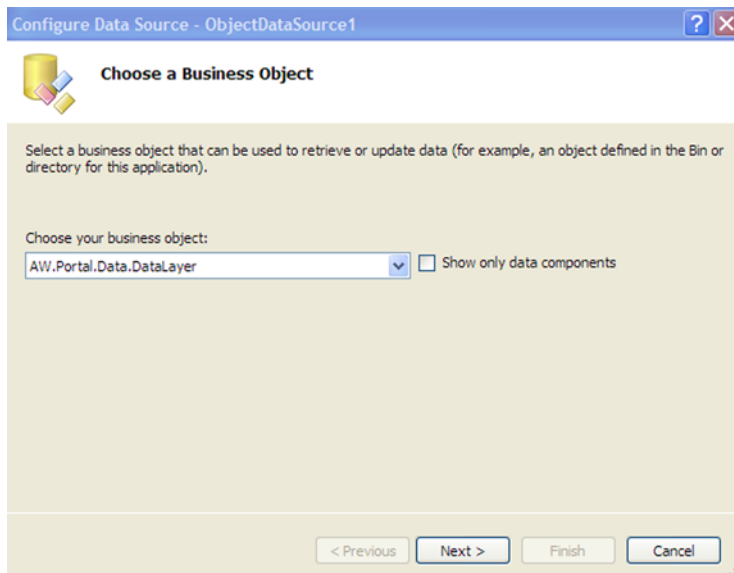 Configure Data Source - ObjectDataSource1
?
Choose a Business Object
Select a business object that can be used to retrieve or update data (for example, an object defined in the Bin or
directory for this application).
Choose your business object:
AW.Portal.Data.DataLayer
Show only data components
< Previous
Next >
Finish
Cancel